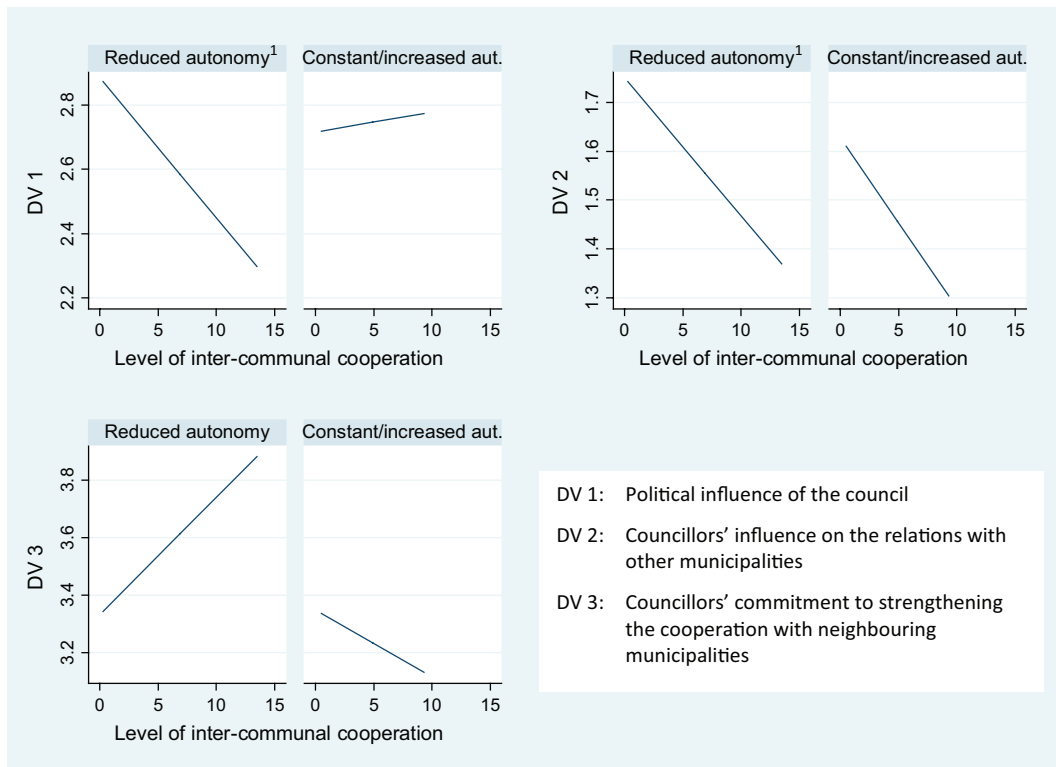 Reduced autonomy¹ Constant/increased aut.
DV 1
2.8
2.6
2.4
2.2
0 5 10 15 0 5 10 15
Level of inter-communal cooperation
Reduced autonomy¹ Constant/increased aut.
DV 2
1.7
1.6
1.5
1.4
1.3
0 5 10 15 0 5 10 15
Level of inter-communal cooperation
Reduced autonomy Constant/increased aut.
DV 3
3.8
3.6
3.4
3.2
0 5 10 15 0 5 10 15
Level of inter-communal cooperation
DV 1: Political influence of the council
DV 2: Councillors’ influence on the relations with
other municipalities
DV 3: Councillors’ commitment to strengthening
the cooperation with neighbouring
municipalities